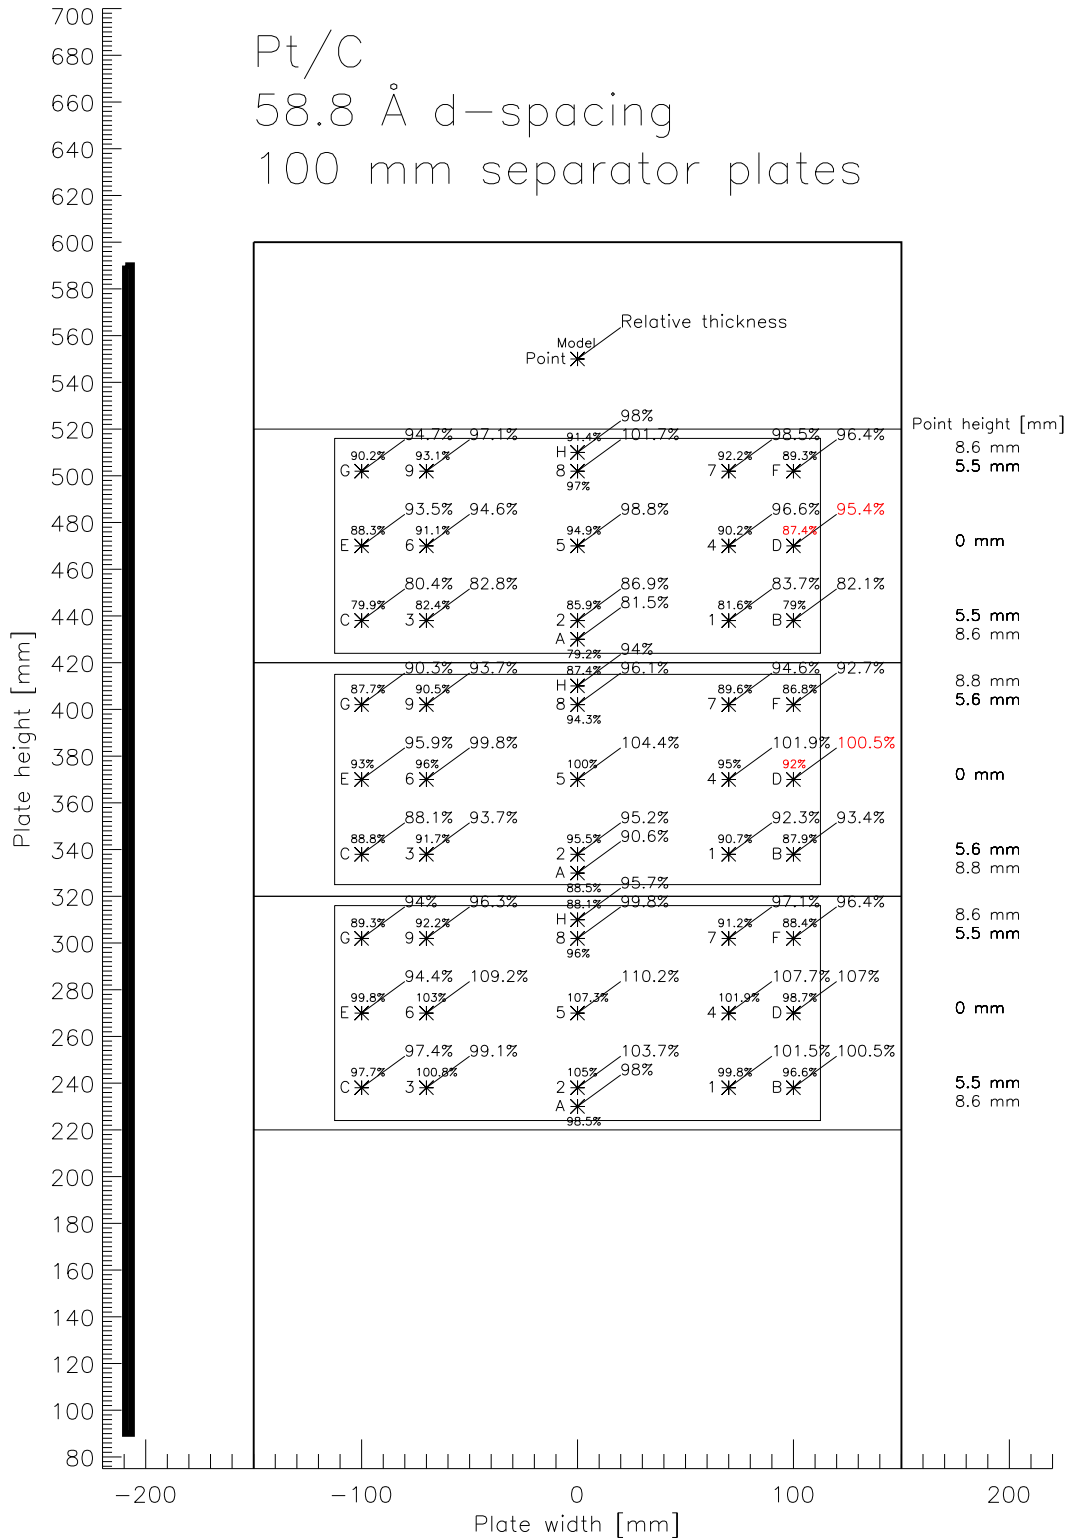 Pt/C
58.8 Å d-spacing
100 mm separator plates
700
680
660
640
620
600
580
560
540
520
500
480
460
440
420
400
380
360
340
320
300
280
260
240
220
200
180
160
140
120
100
80
Plate height [mm]
Relative thickness
Model
Point
Point height [mm]
98%
94.7% 97.1% 91.4% 101.7% 98.5% 96.4%
8.6 mm
H
90.2% 93.1% 92.2% 89.3%
5.5 mm
G 9 8 7 F
97%
93.5% 94.6% 98.8% 96.6% 95.4%
88.3% 91.1% 94.9% 90.2% 87.4%
E 6 5 4 D
0 mm
80.4% 82.8% 86.9% 83.7% 82.1%
79.9% 82.4% 85.9% 81.5% 81.6% 79%
5.5 mm
C 3 2 1 B
8.6 mm
A
79.2%
94%
87.4%
90.3% 93.7% 96.1% 94.6% 92.7%
8.8 mm
H
87.7% 90.5% 89.6% 86.8%
5.6 mm
G 9 8 7 F
94.3%
95.9% 99.8% 104.4% 101.9% 100.5%
93% 96% 100% 95% 92%
E 6 5 4 D
0 mm
88.1% 93.7% 95.2% 92.3% 93.4%
88.8% 91.7% 95.5% 90.6% 90.7% 87.9%
5.6 mm
C 3 2 1 B
8.8 mm
A
88.5%
95.7%
88.1%
94% 96.3% 99.8% 97.1% 96.4%
8.6 mm
H
89.3% 92.2% 91.2% 88.4%
5.5 mm
G 9 8 7 F
96%
94.4% 109.2% 110.2% 107.7% 107%
99.8% 103% 107.3% 101.9% 98.7%
E 6 5 4 D
0 mm
97.4% 99.1% 103.7% 101.5% 100.5%
97.7% 100.8% 105% 98% 99.8% 96.6%
5.5 mm
C 3 2 1 B
8.6 mm
A
98.5%
-200 -100 0 100 200
Plate width [mm]